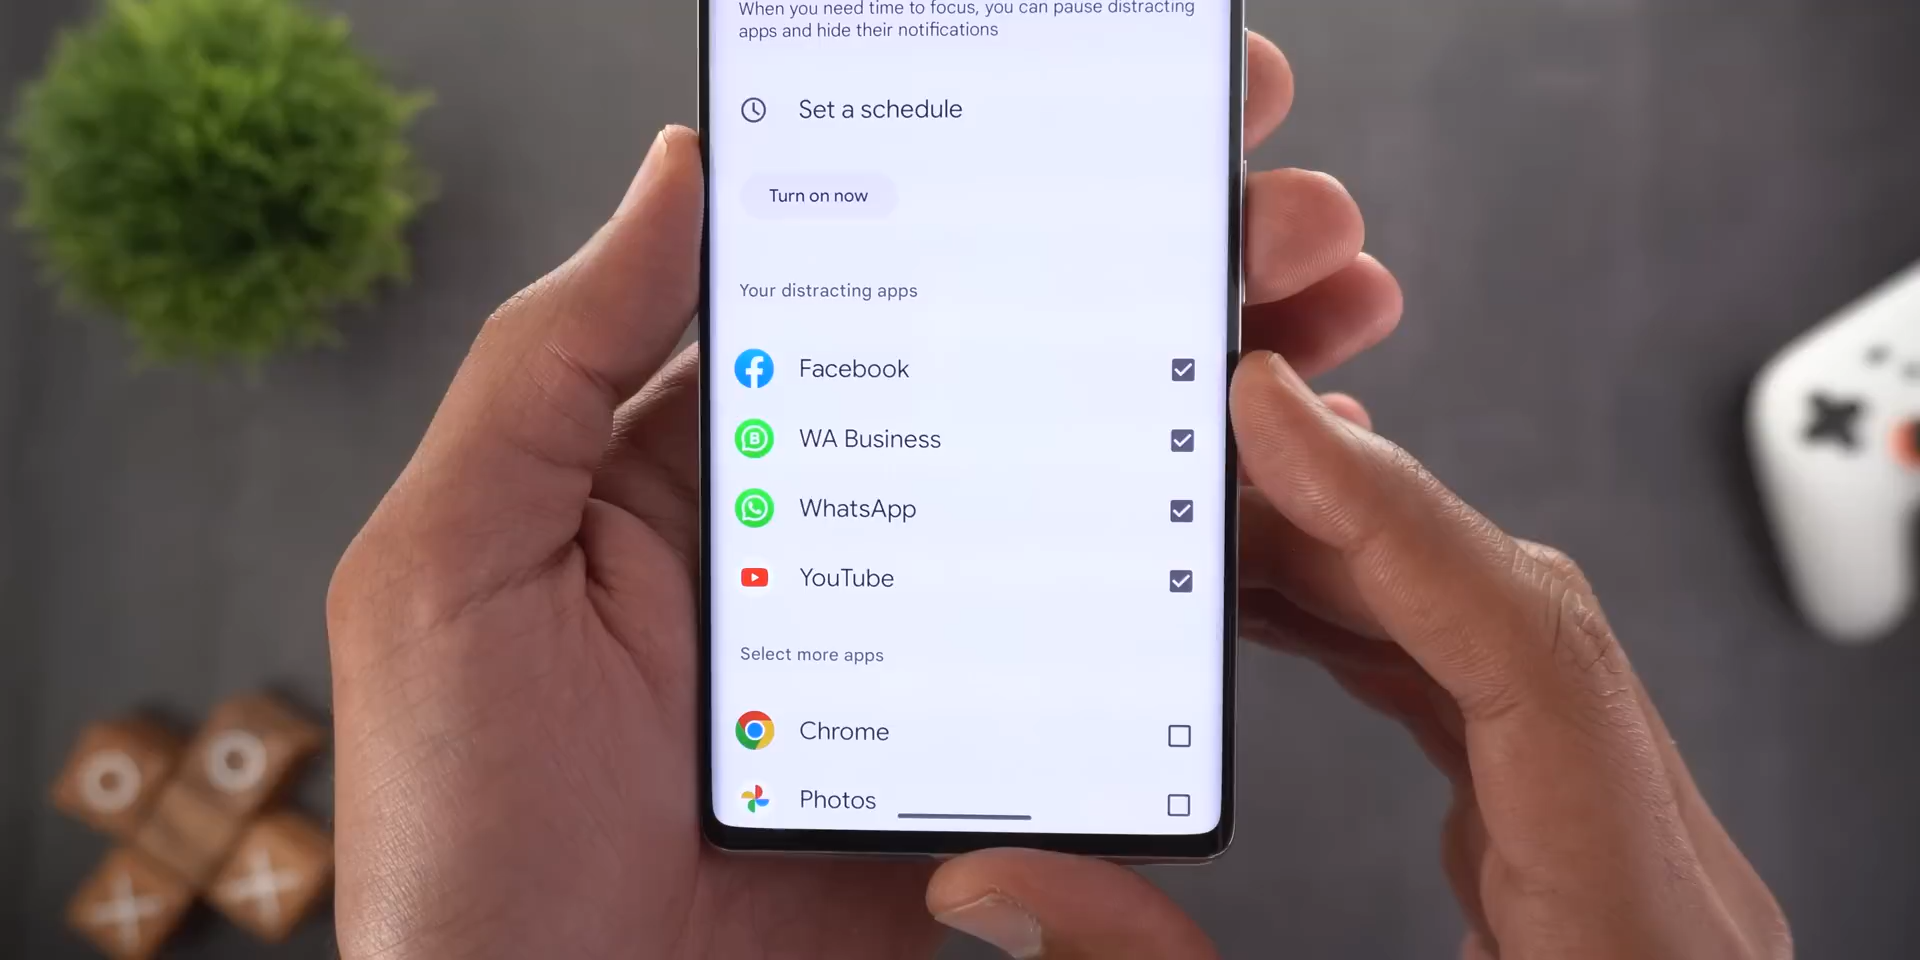 When you need time to focus, you can pause distracting
apps and hide their notifications
Set a schedule
Turn on now
Your distracting apps
Facebook
WA Business
WhatsApp
YouTube
Select more apps
Chrome
Photos